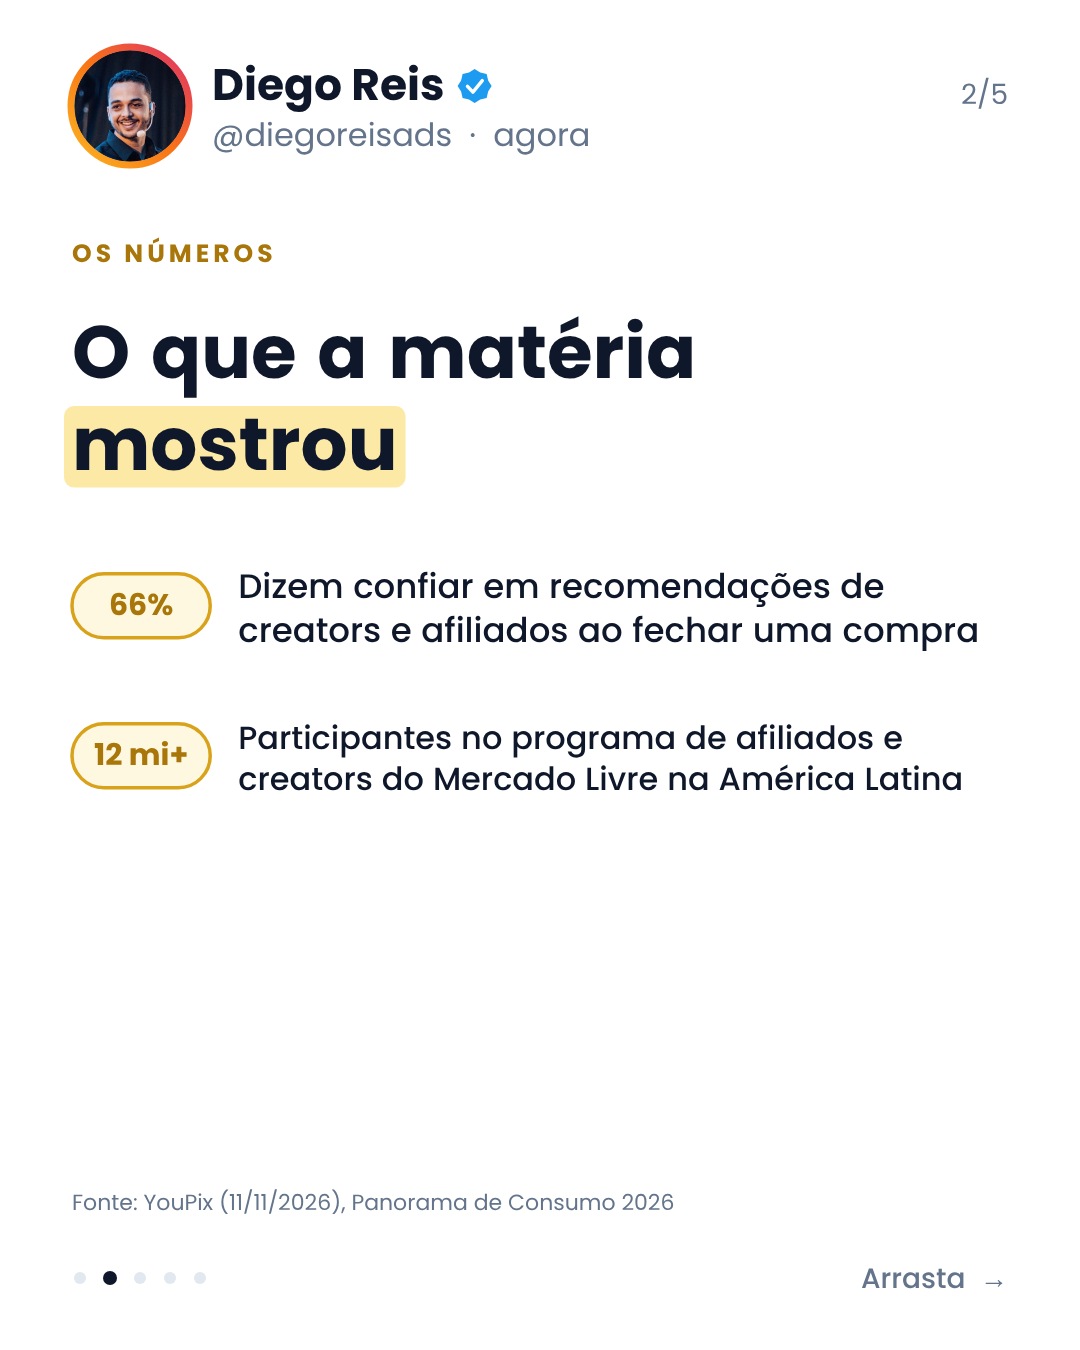 Diego Reis
2/5
@diegoreisads · agora
OS NÚMEROS
O que a matéria
mostrou
66%
Dizem confiar em recomendações de
creators e afiliados ao fechar uma compra
12 mi+
Participantes no programa de afiliados e
creators do Mercado Livre na América Latina
Fonte: YouPix (11/11/2026), Panorama de Consumo 2026
Arrasta →